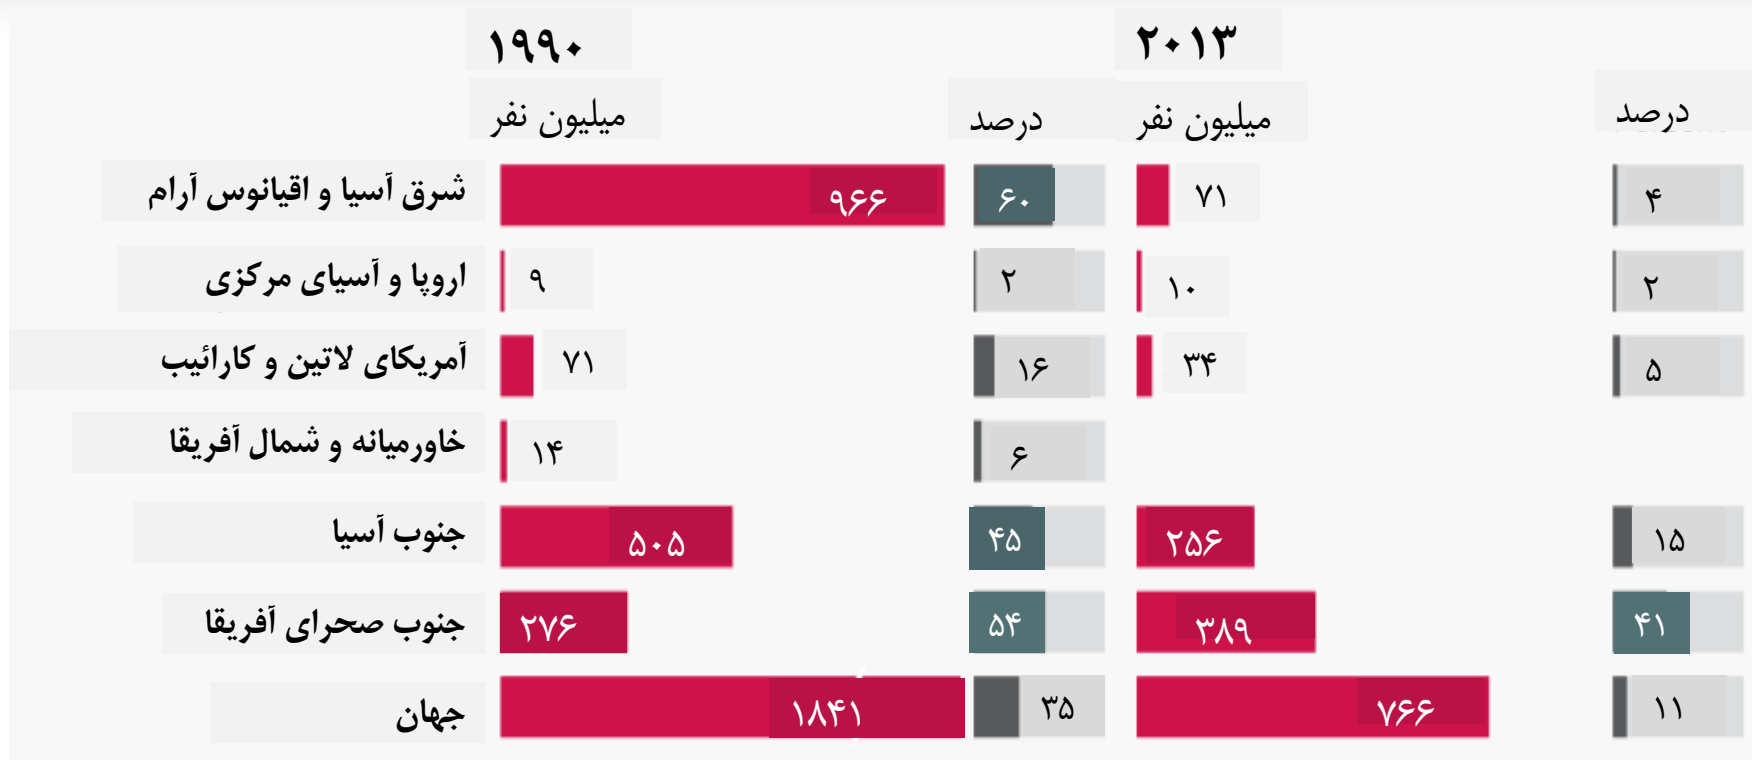 ۱۹۹۰ ۲۰۱۳
میلیون نفر درصد میلیون نفر درصد
شرق آسیا و اقیانوس آرام ۹۶۶ ۶۰ ۷۱ ۴
اروپا و آسیای مرکزی ۹ ۲ ۱۰ ۲
آمریکای لاتین و کارائیب ۷۱ ۱۶ ۳۴ ۵
خاورمیانه و شمال آفریقا ۱۴ ۶
جنوب آسیا ۵۰۵ ۴۵ ۲۵۶ ۱۵
جنوب صحرای آفریقا ۲۷۶ ۵۴ ۳۸۹ ۴۱
جهان ۱۸۴۱ ۳۵ ۷۶۶ ۱۱